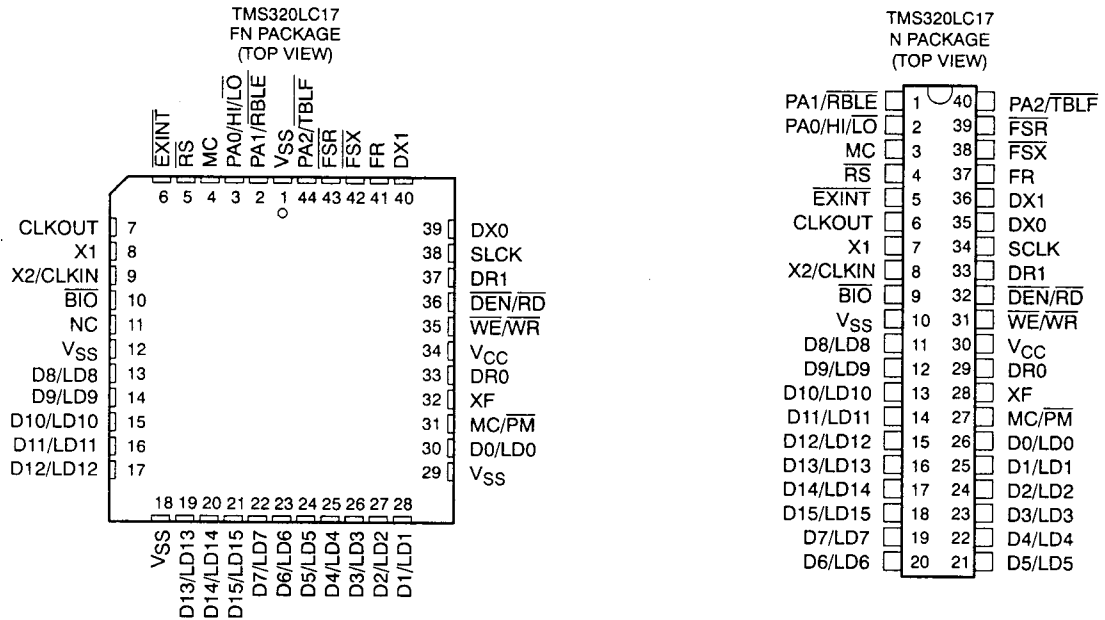 TMS320LC17
FN PACKAGE
(TOP VIEW)
EXINT
RS
MC
PA0/HI/LO
PA1/RBLE
VSS
PA2/TBLF
FSR
FSX
FR
DX1
6 5 4 3 2 1 44 43 42 41 40
CLKOUT 7
X1 8
X2/CLKIN 9
BIO 10
NC 11
VSS 12
D8/LD8 13
D9/LD9 14
D10/LD10 15
D11/LD11 16
D12/LD12 17
39 DX0
38 SLCK
37 DR1
36 DEN/RD
35 WE/WR
34 VCC
33 DR0
32 XF
31 MC/PM
30 D0/LD0
29 VSS
18 19 20 21 22 23 24 25 26 27 28
VSS
D13/LD13
D14/LD14
D15/LD15
D7/LD7
D6/LD6
D5/LD5
D4/LD4
D3/LD3
D2/LD2
D1/LD1
TMS320LC17
N PACKAGE
(TOP VIEW)
PA1/RBLE 1 40 PA2/TBLF
PA0/HI/LO 2 39 FSR
MC 3 38 FSX
RS 4 37 FR
EXINT 5 36 DX1
CLKOUT 6 35 DX0
X1 7 34 SCLK
X2/CLKIN 8 33 DR1
BIO 9 32 DEN/RD
VSS 10 31 WE/WR
D8/LD8 11 30 VCC
D9/LD9 12 29 DR0
D10/LD10 13 28 XF
D11/LD11 14 27 MC/PM
D12/LD12 15 26 D0/LD0
D13/LD13 16 25 D1/LD1
D14/LD14 17 24 D2/LD2
D15/LD15 18 23 D3/LD3
D7/LD7 19 22 D4/LD4
D6/LD6 20 21 D5/LD5